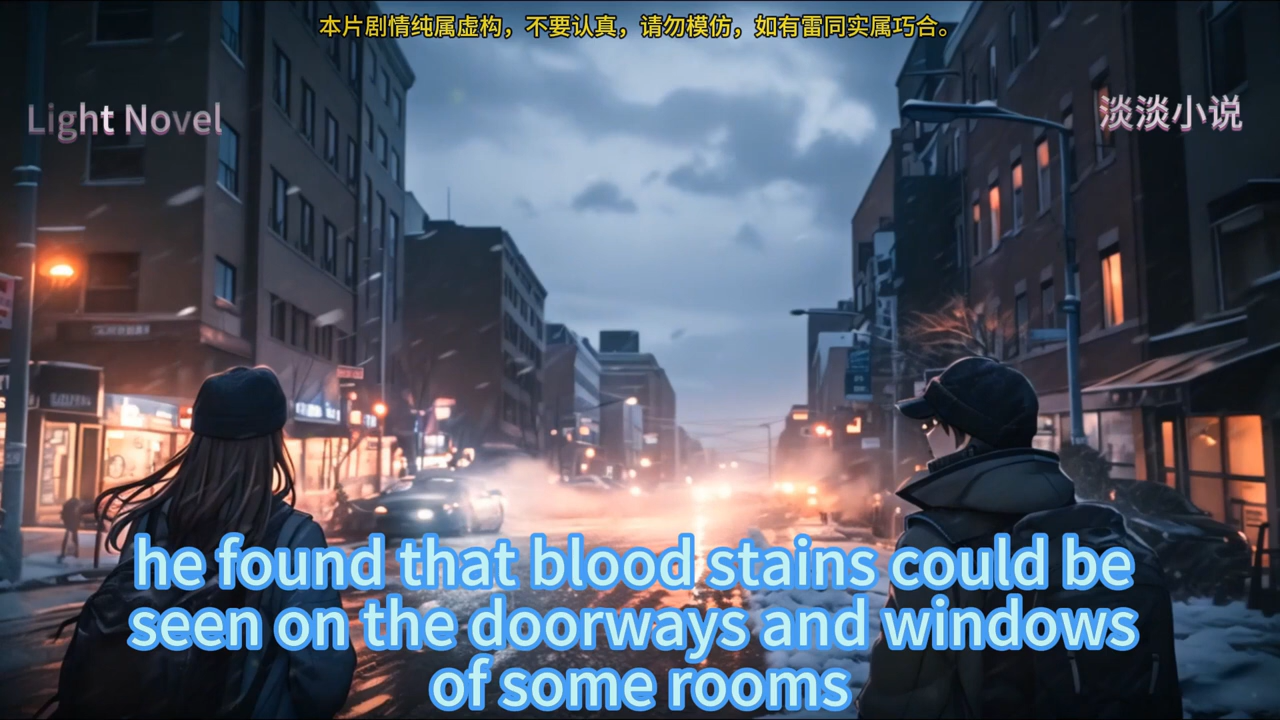 本片剧情纯属虚构，不要认真，请勿模仿，如有雷同实属巧合。
Light Novel
淡淡小说
he found that blood stains could be
seen on the doorways and windows
of some rooms